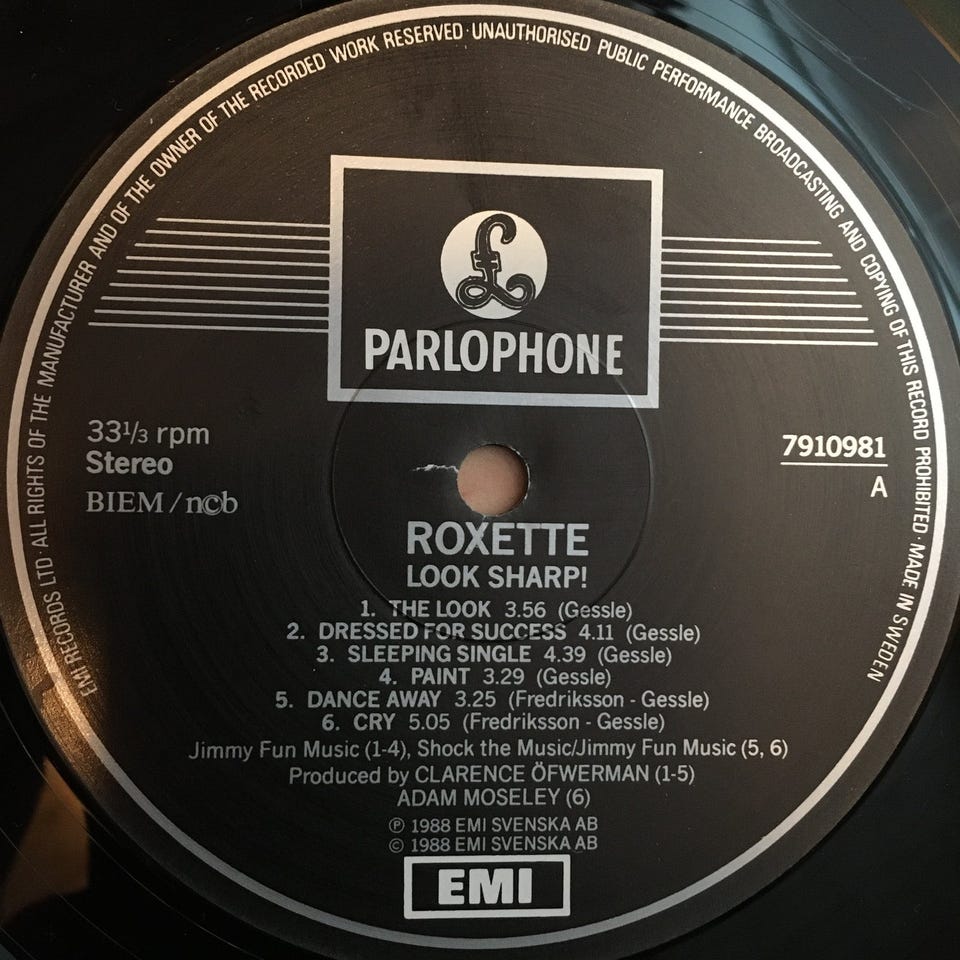 EMI RECORDS LTD · ALL RIGHTS OF THE MANUFACTURER AND OF THE OWNER OF THE RECORDED WORK RESERVED · UNAUTHORISED PUBLIC PERFORMANCE BROADCASTING AND COPYING OF THIS RECORD PROHIBITED · MADE IN SWEDEN
£
PARLOPHONE
33⅓ rpm
Stereo
BIEM / n©b
7910981
A
ROXETTE
LOOK SHARP!
1. THE LOOK 3.56 (Gessle)
2. DRESSED FOR SUCCESS 4.11 (Gessle)
3. SLEEPING SINGLE 4.39 (Gessle)
4. PAINT 3.29 (Gessle)
5. DANCE AWAY 3.25 (Fredriksson - Gessle)
6. CRY 5.05 (Fredriksson - Gessle)
Jimmy Fun Music (1-4), Shock the Music/Jimmy Fun Music (5, 6)
Produced by CLARENCE ÖFWERMAN (1-5)
ADAM MOSELEY (6)
℗ 1988 EMI SVENSKA AB
© 1988 EMI SVENSKA AB
EMI